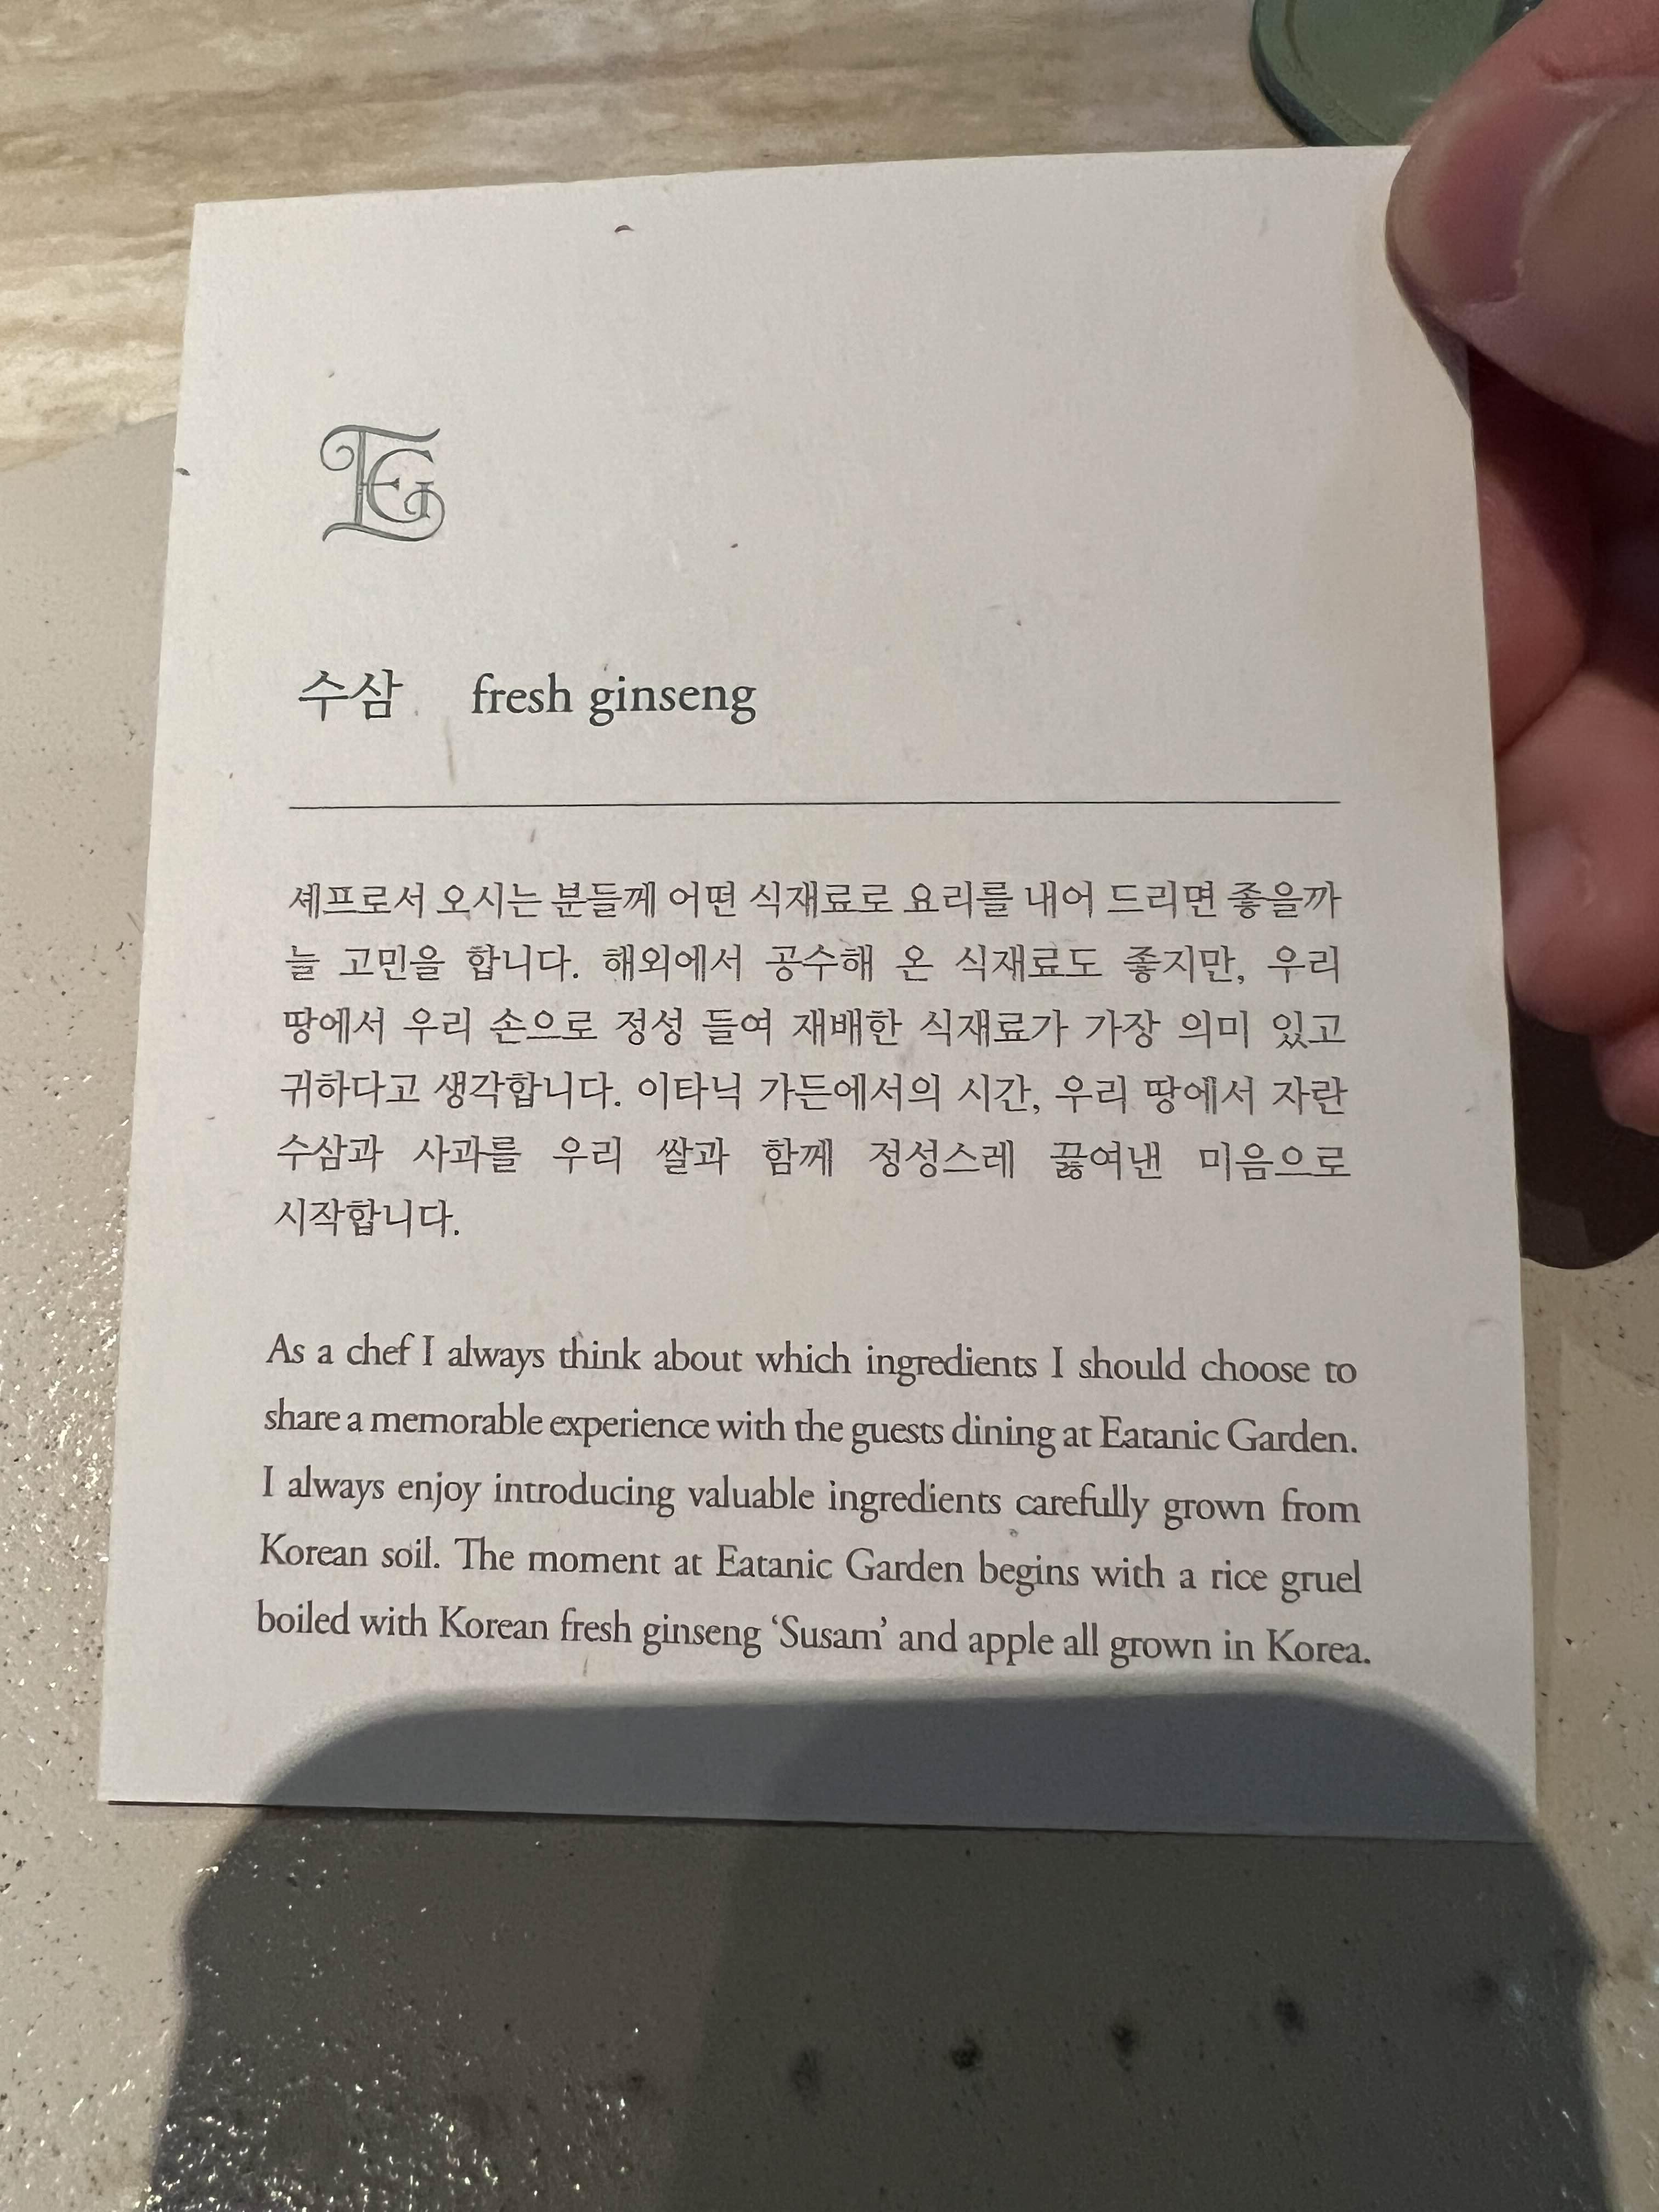 EG
수삼 fresh ginseng
셰프로서 오시는 분들께 어떤 식재료로 요리를 내어 드리면 좋을까
늘 고민을 합니다. 해외에서 공수해 온 식재료도 좋지만, 우리
땅에서 우리 손으로 정성 들여 재배한 식재료가 가장 의미 있고
귀하다고 생각합니다. 이타닉 가든에서의 시간, 우리 땅에서 자란
수삼과 사과를 우리 쌀과 함께 정성스레 끓여낸 미음으로
시작합니다.
As a chef I always think about which ingredients I should choose to
share a memorable experience with the guests dining at Eatanic Garden.
I always enjoy introducing valuable ingredients carefully grown from
Korean soil. The moment at Eatanic Garden begins with a rice gruel
boiled with Korean fresh ginseng ‘Susam’ and apple all grown in Korea.